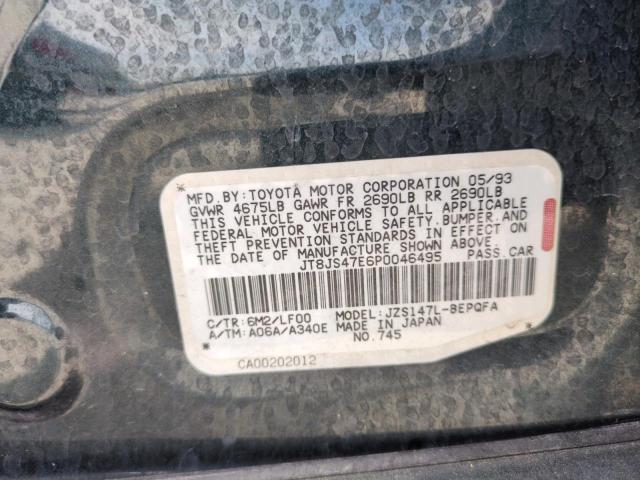 MFD.BY:TOYOTA MOTOR CORPORATION 05/93
GVWR 4675LB GAWR FR 2690LB RR 2690LB
THIS VEHICLE CONFORMS TO ALL APPLICABLE
FEDERAL MOTOR VEHICLE SAFETY,BUMPER,AND
THEFT PREVENTION STANDARDS IN EFFECT ON
THE DATE OF MANUFACTURE SHOWN ABOVE.
JT8JS47E6P0046495 PASS.CAR
C/TR:6M2/LF00 MODEL:JZS147L-BEPQFA
A/TM:A06A/A340E MADE IN JAPAN
NO.745
CA00202012